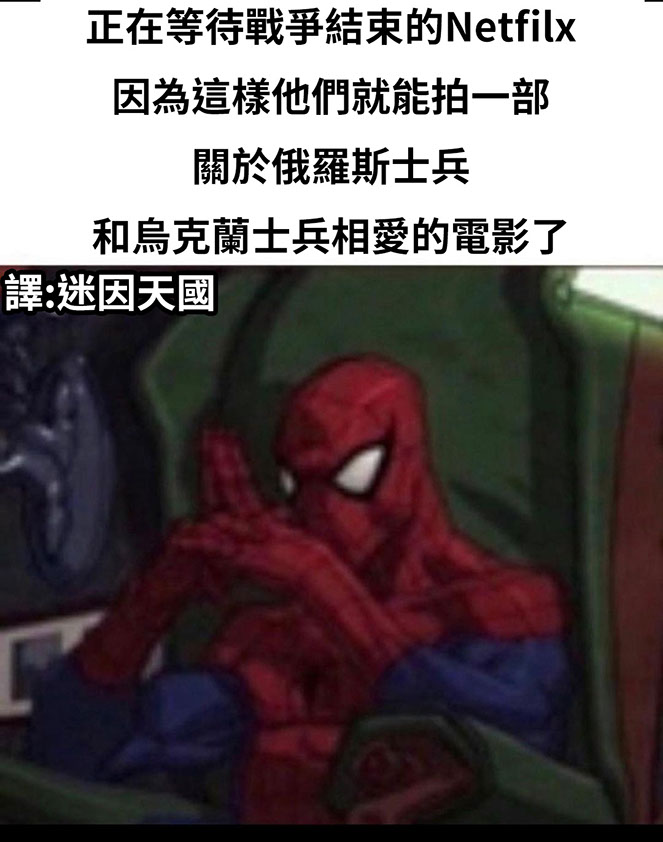 正在等待戰爭結束的Netfilx
因為這樣他們就能拍一部
關於俄羅斯士兵
和烏克蘭士兵相愛的電影了
譯:迷因天國